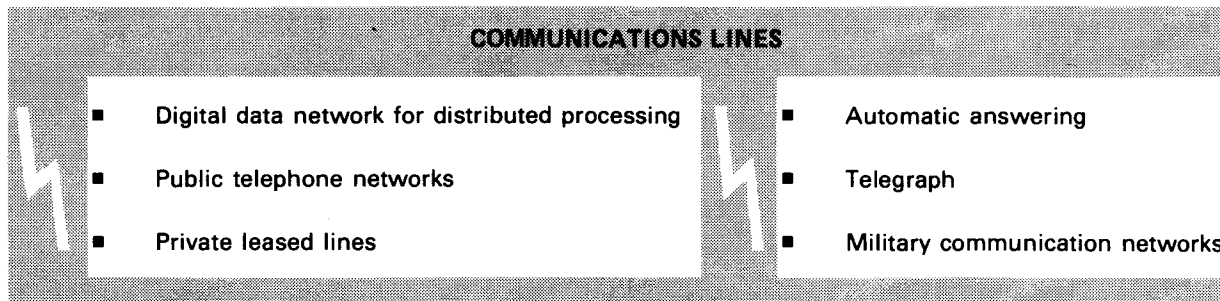 COMMUNICATIONS LINES
■ Digital data network for distributed processing
■ Public telephone networks
■ Private leased lines
■ Automatic answering
■ Telegraph
■ Military communication networks